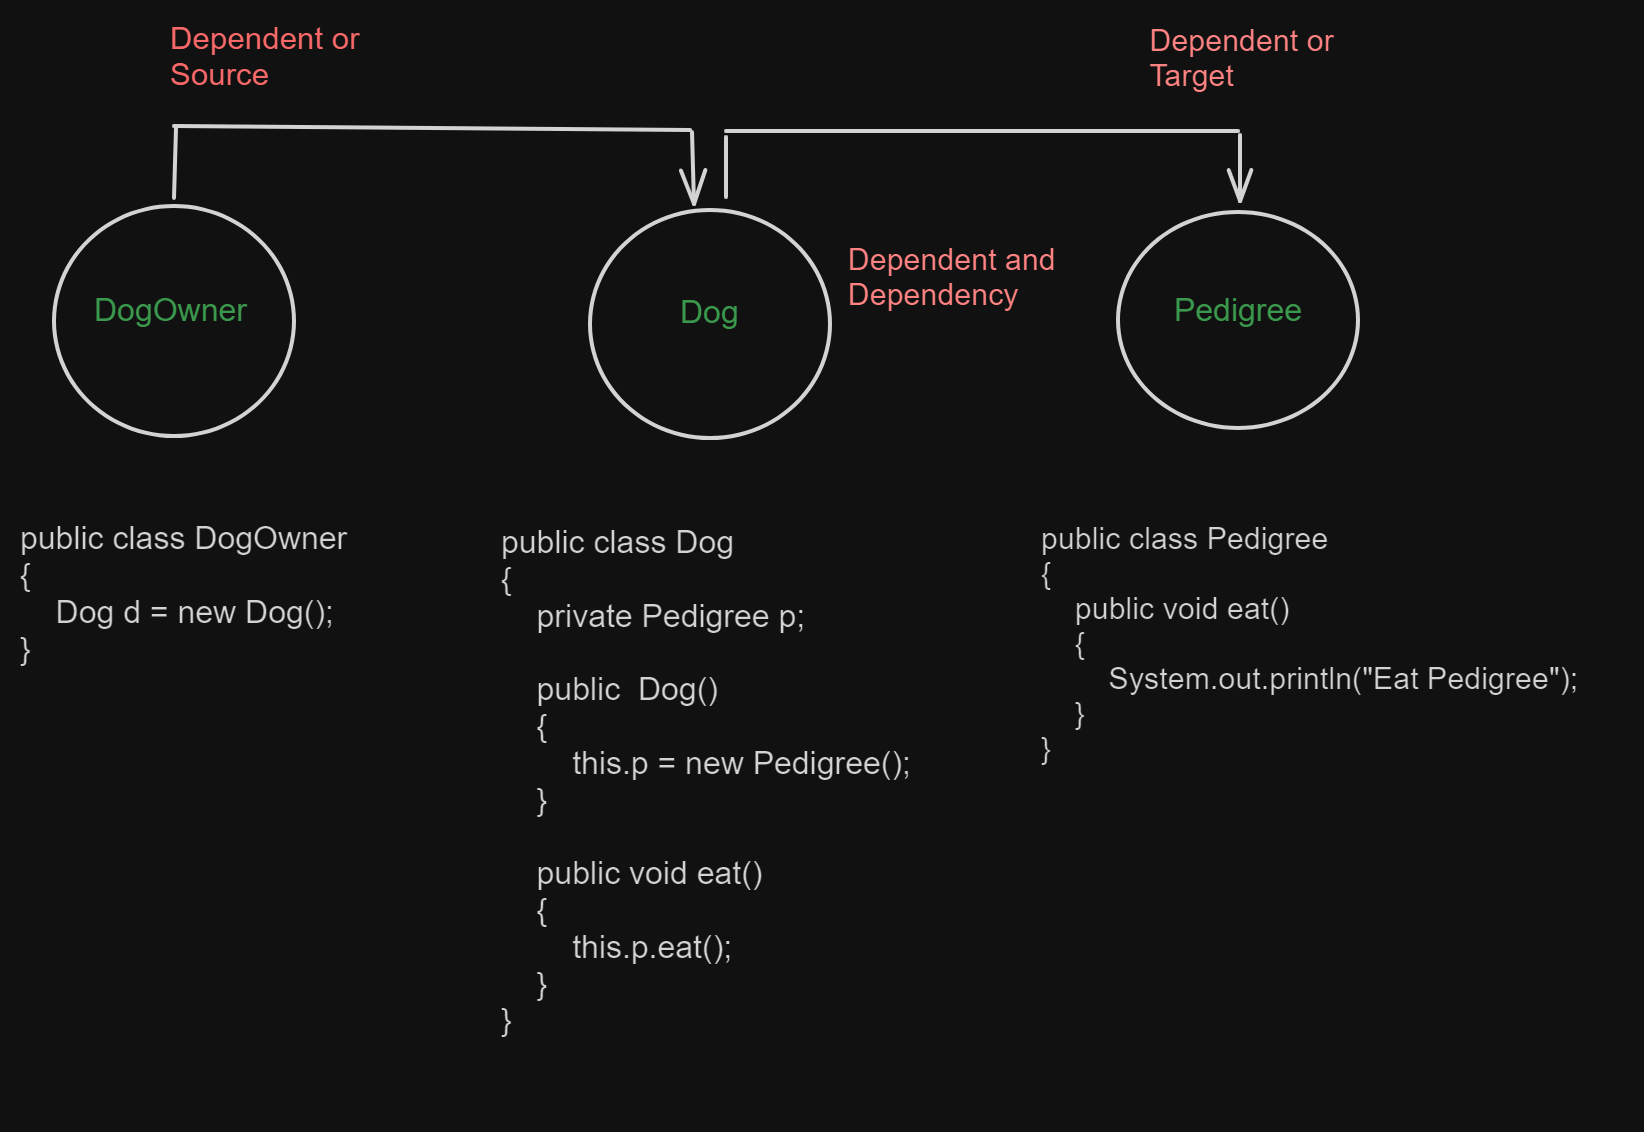 Dependent or
Source
Dependent or
Target
DogOwner
Dog
Dependent and
Dependency
Pedigree
public class DogOwner
{
    Dog d = new Dog();
}
public class Dog
{
    private Pedigree p;
    public  Dog()
    {
        this.p = new Pedigree();
    }
    public void eat()
    {
        this.p.eat();
    }
}
public class Pedigree
{
    public void eat()
    {
        System.out.println("Eat Pedigree");
    }
}